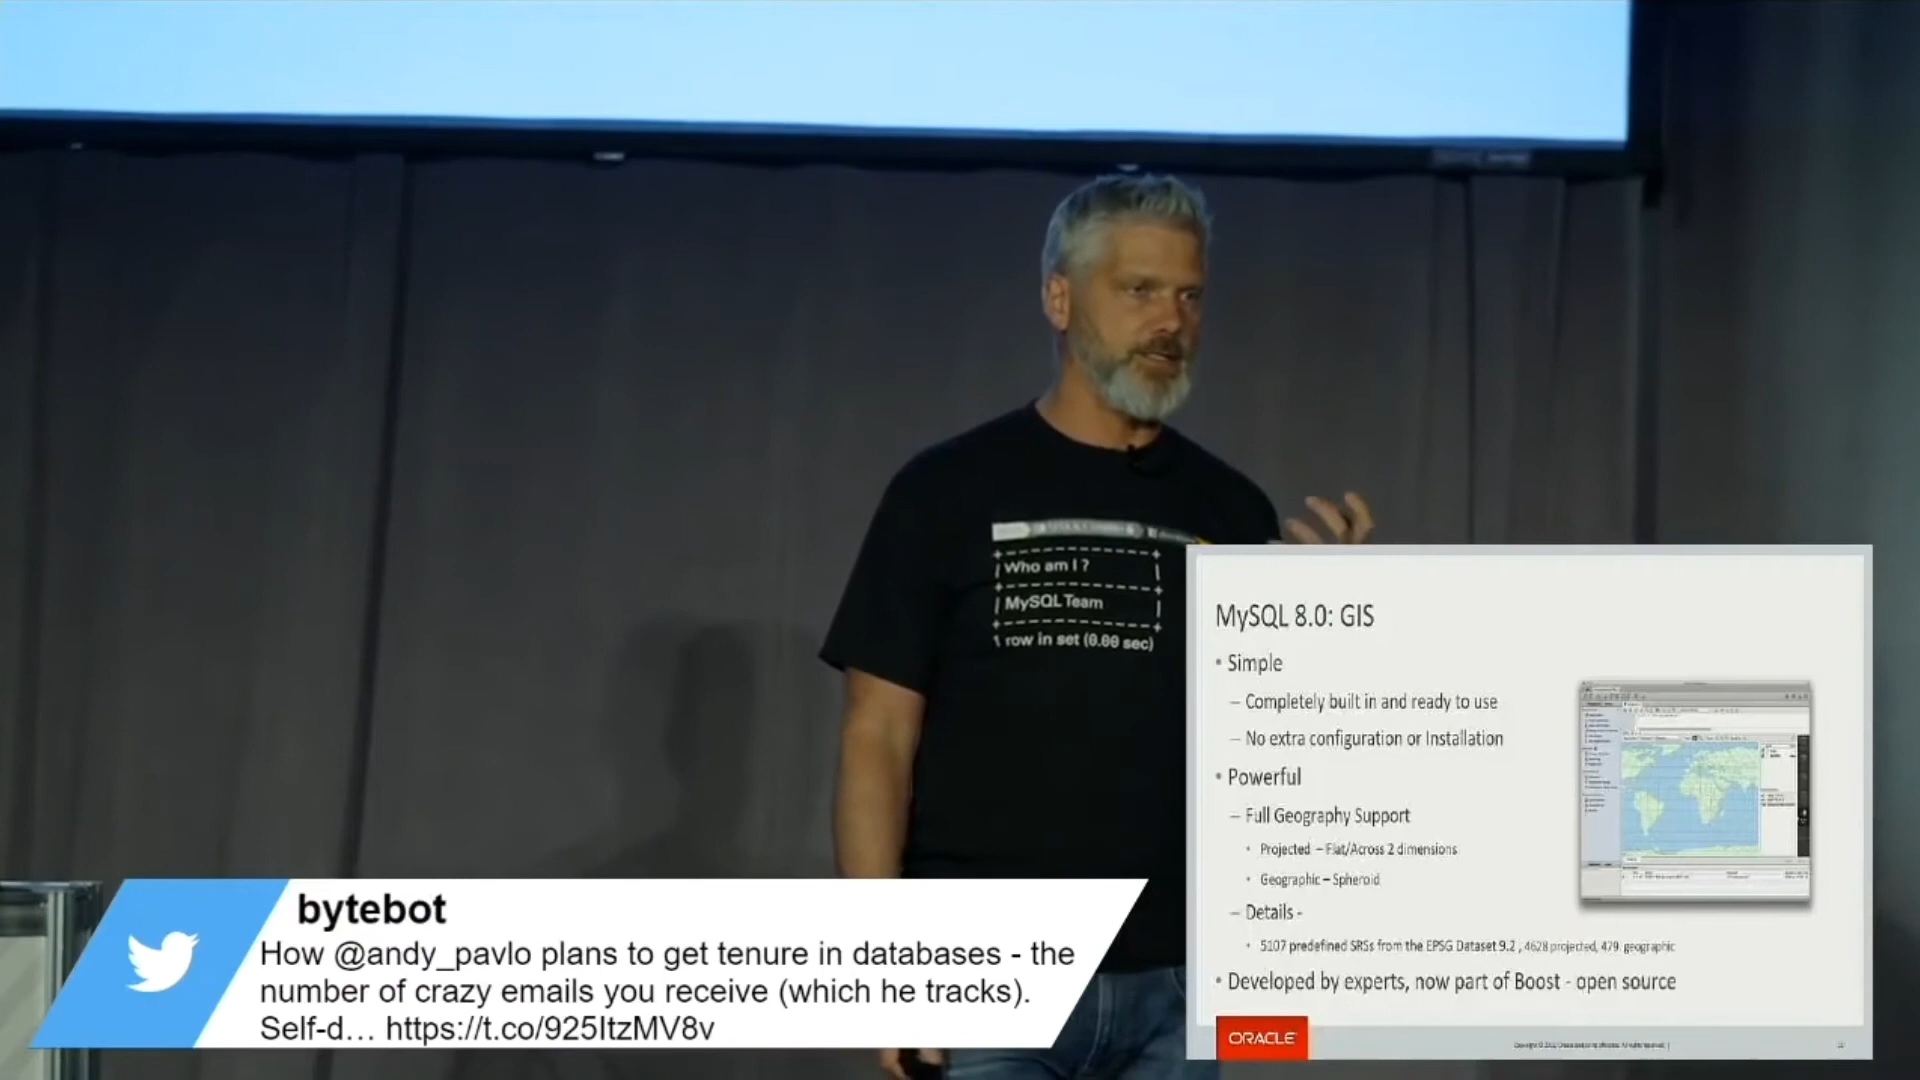 Who am I ?
MySQL Team
1 row in set (0.00 sec)
MySQL 8.0: GIS
• Simple
– Completely built in and ready to use
– No extra configuration or Installation
• Powerful
– Full Geography Support
• Projected – Flat/Across 2 dimensions
• Geographic – Spheroid
– Details -
• 5107 predefined SRSs from the EPSG Dataset 9.2 , 4628 projected, 479. geographic
• Developed by experts, now part of Boost - open source
ORACLE
bytebot
How @andy_pavlo plans to get tenure in databases - the
number of crazy emails you receive (which he tracks).
Self-d… https://t.co/925ItzMV8v